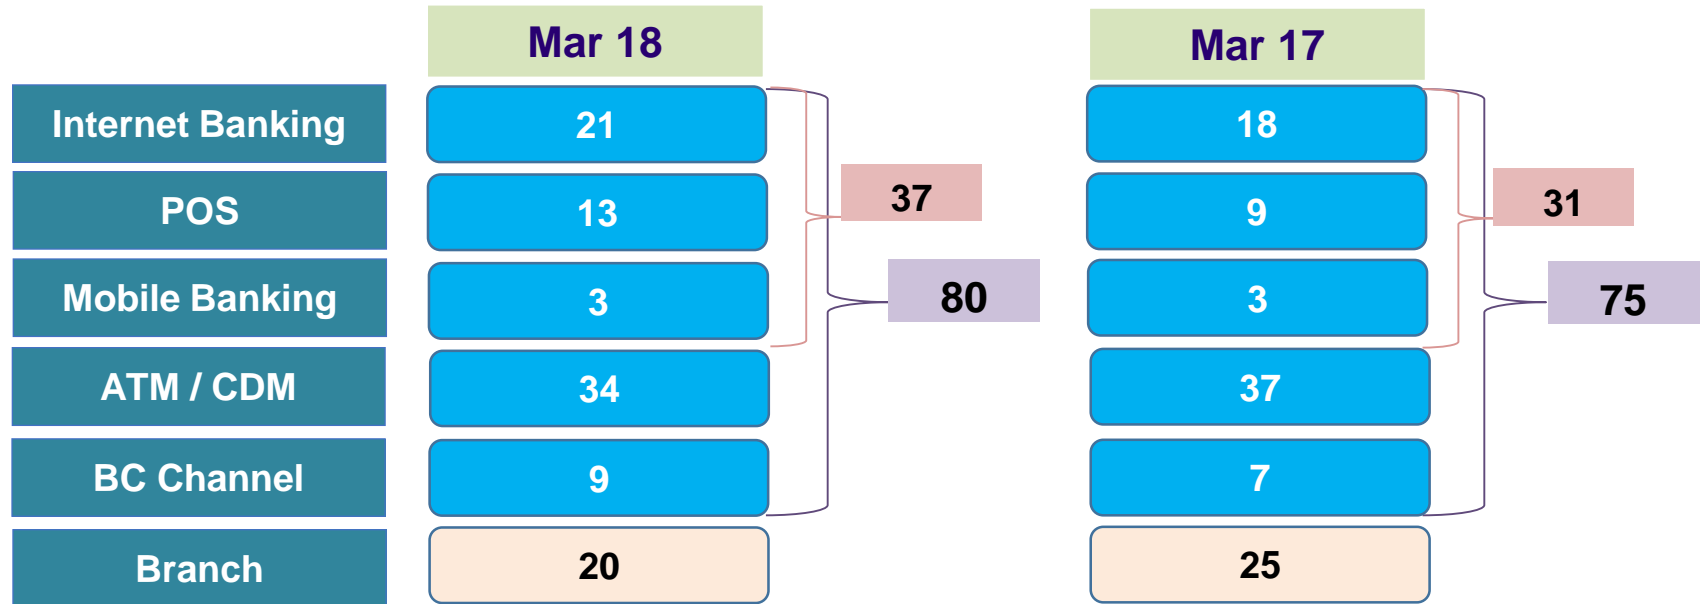 Mar 18 Mar 17
Internet Banking 21 18
POS 13 37 9 31
Mobile Banking 3 80 3 75
ATM / CDM 34 37
BC Channel 9 7
Branch 20 25